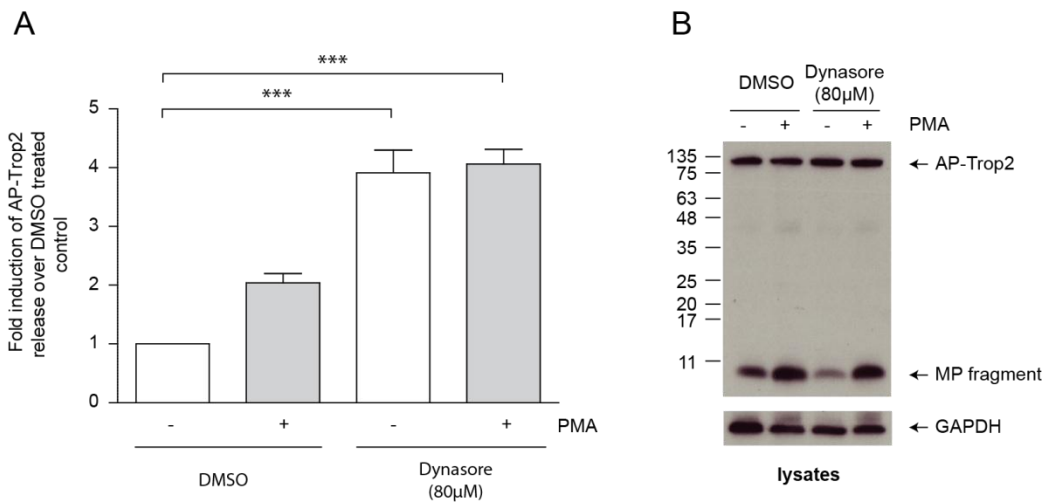 A
***
***
Fold induction of AP-Trop2
release over DMSO treated
control
5
4
3
2
1
0
- + - + PMA
DMSO
Dynasore
(80µM)
B
DMSO
Dynasore
(80µM)
- + - + PMA
135
75
63
48
35
25
20
17
11
← AP-Trop2
← MP fragment
← GAPDH
lysates